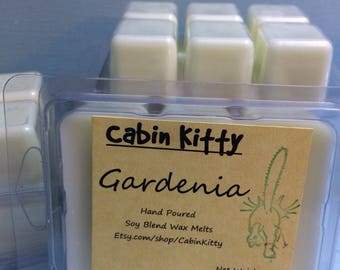 Cabin Kitty
Gardenia
Hand Poured
Soy Blend Wax Melts
Etsy.com/shop/CabinKitty